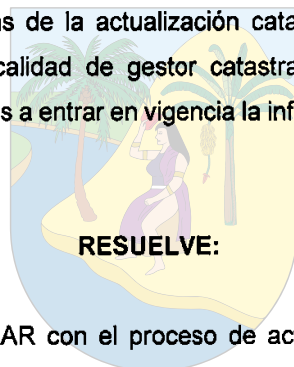 as de la actualización cata
calidad de gestor catastra
s a entrar en vigencia la inf
RESUELVE:
AR con el proceso de ac